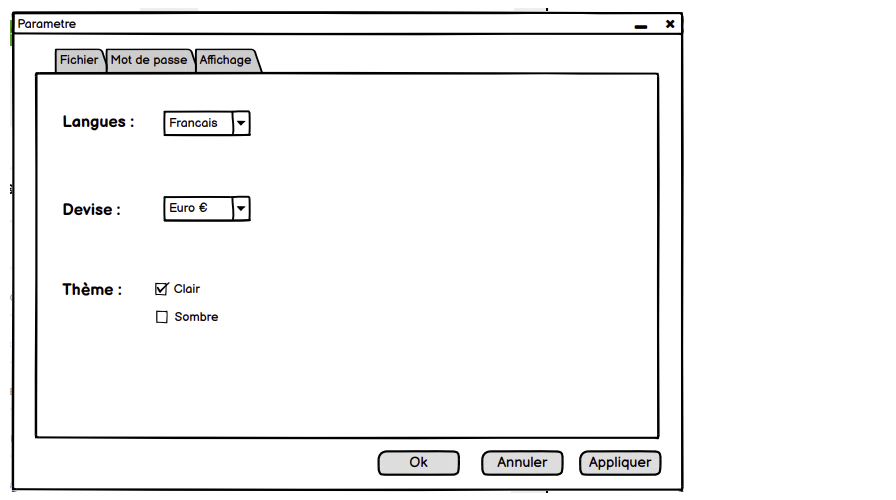 Parametre
Fichier Mot de passe Affichage
Langues : Francais
Devise : Euro €
Thème : Clair
Sombre
Ok Annuler Appliquer